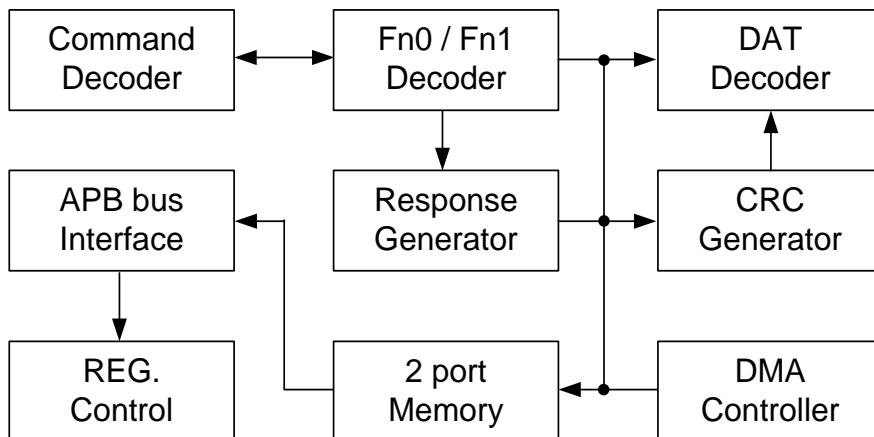 Command
Decoder
Fn0 / Fn1
Decoder
DAT
Decoder
APB bus
Interface
Response
Generator
CRC
Generator
REG.
Control
2 port
Memory
DMA
Controller